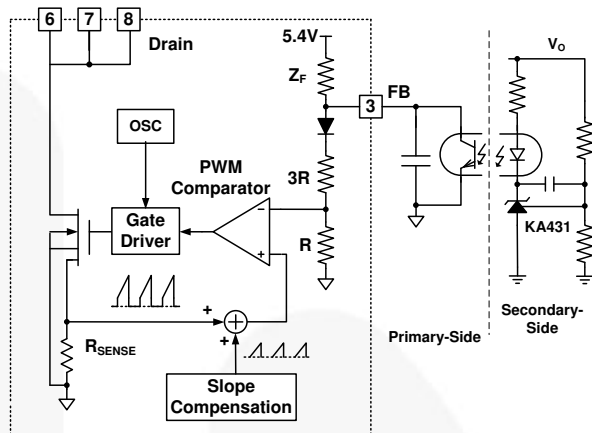 6 7 8
Drain
5.4V
ZF
3
FB
VO
OSC
PWM
Comparator
3R
Gate
Driver
−
+
R
KA431
+
+
RSENSE
Slope
Compensation
Primary-Side
Secondary-
Side